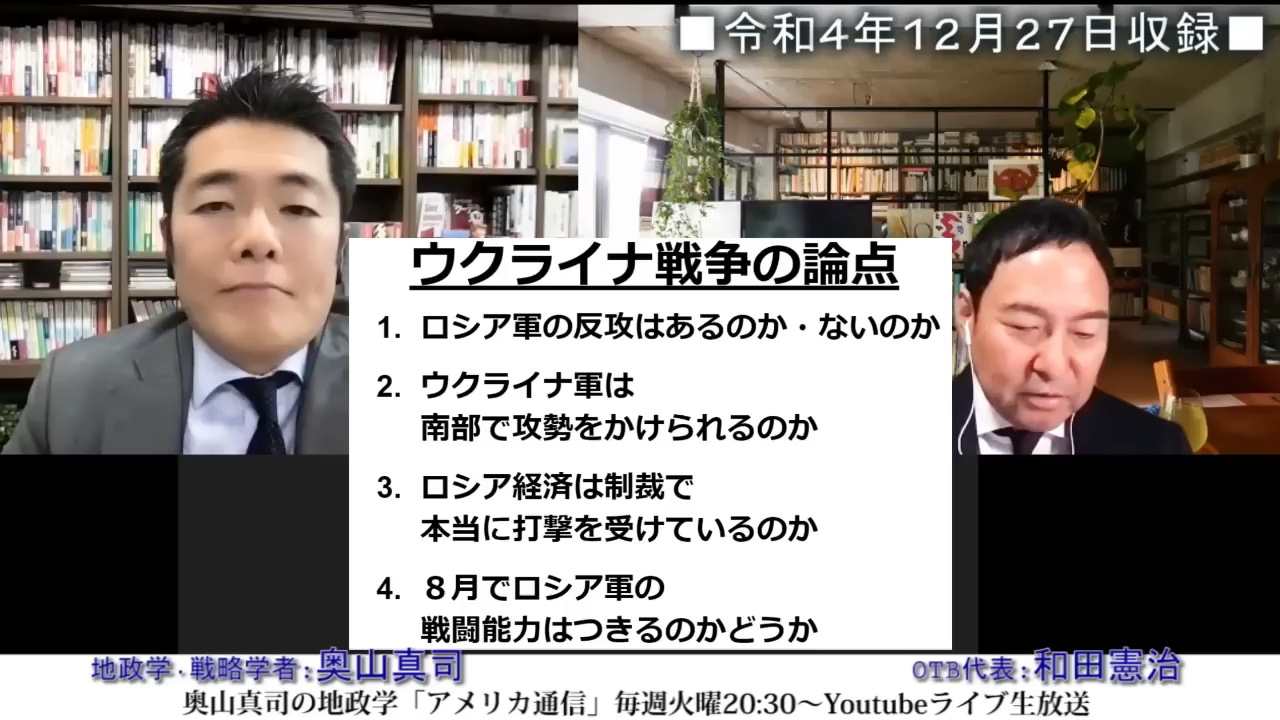 ■令和4年12月27日収録■
ウクライナ戦争の論点
1. ロシア軍の反攻はあるのか・ないのか
2. ウクライナ軍は
南部で攻勢をかけられるのか
3. ロシア経済は制裁で
本当に打撃を受けているのか
4. ８月でロシア軍の
戦闘能力はつきるのかどうか
地政学・戦略学者:奥山真司
OTB代表:和田憲治
奥山真司の地政学「アメリカ通信」毎週火曜20:30〜Youtubeライブ生放送